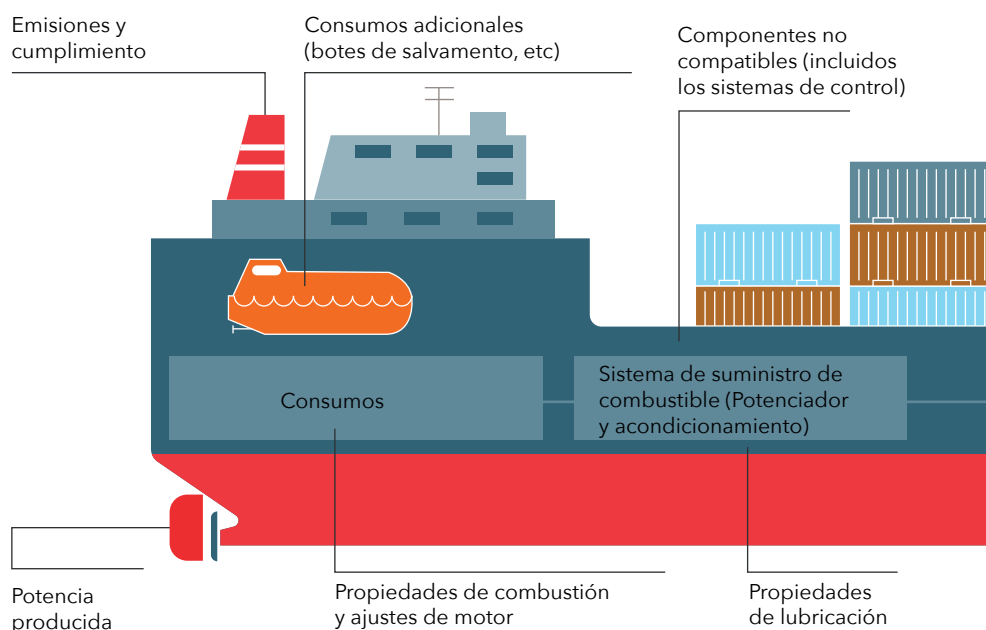 Emisiones y
cumplimiento
Consumos adicionales
(botes de salvamento, etc)
Componentes no
compatibles (incluidos
los sistemas de control)
Consumos
Sistema de suministro de
combustible (Potenciador
y acondicionamiento)
Potencia
producida
Propiedades de combustión
y ajustes de motor
Propiedades
de lubricación